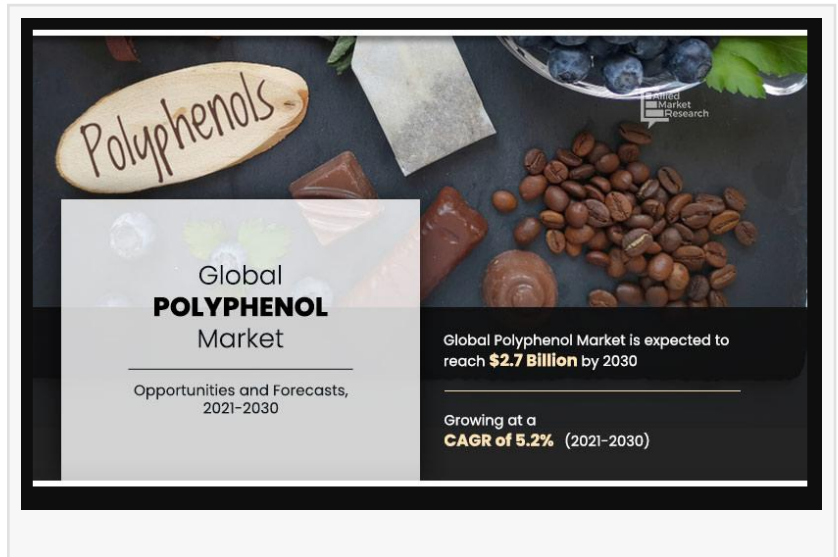 Polyphenols
Allied
Market
Research
Global
POLYPHENOL
Market
Opportunities and Forecasts,
2021-2030
Global Polyphenol Market is expected to
reach $2.7 Billion by 2030
Growing at a
CAGR of 5.2% (2021-2030)